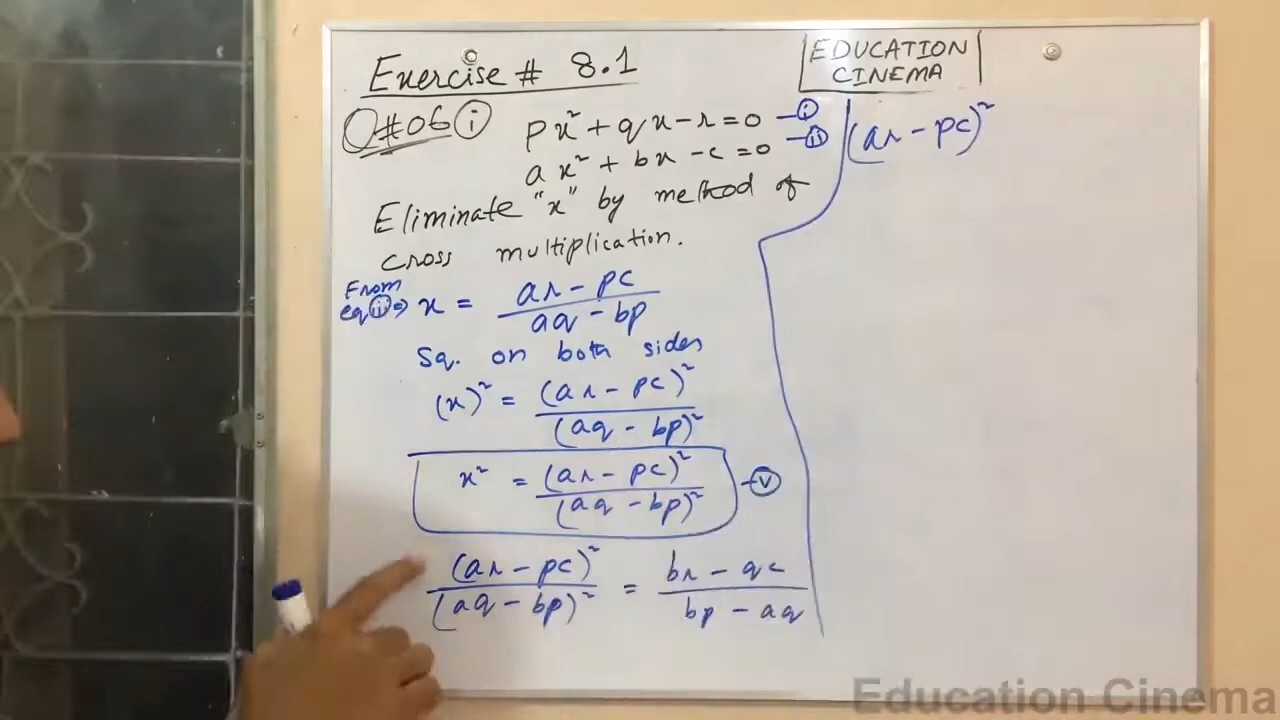 Exercise # 8.1
EDUCATION
CINEMA
Q#06 (i) px² + qx - r = 0 - (i)
ax² + bx - c = 0 - (ii)
Eliminate "x" by method of
cross multiplication.
From
eq (ii) ⇒ x = (ar - pc) / (aq - bp)
Sq. on both sides
(x)² = (ar - pc)² / (aq - bp)²
x² = (ar - pc)² / (aq - bp)² - (v)
(ar - pc)² / (aq - bp)² = (br - qc) / (bp - aq)
(ar - pc)²
Education Cinema